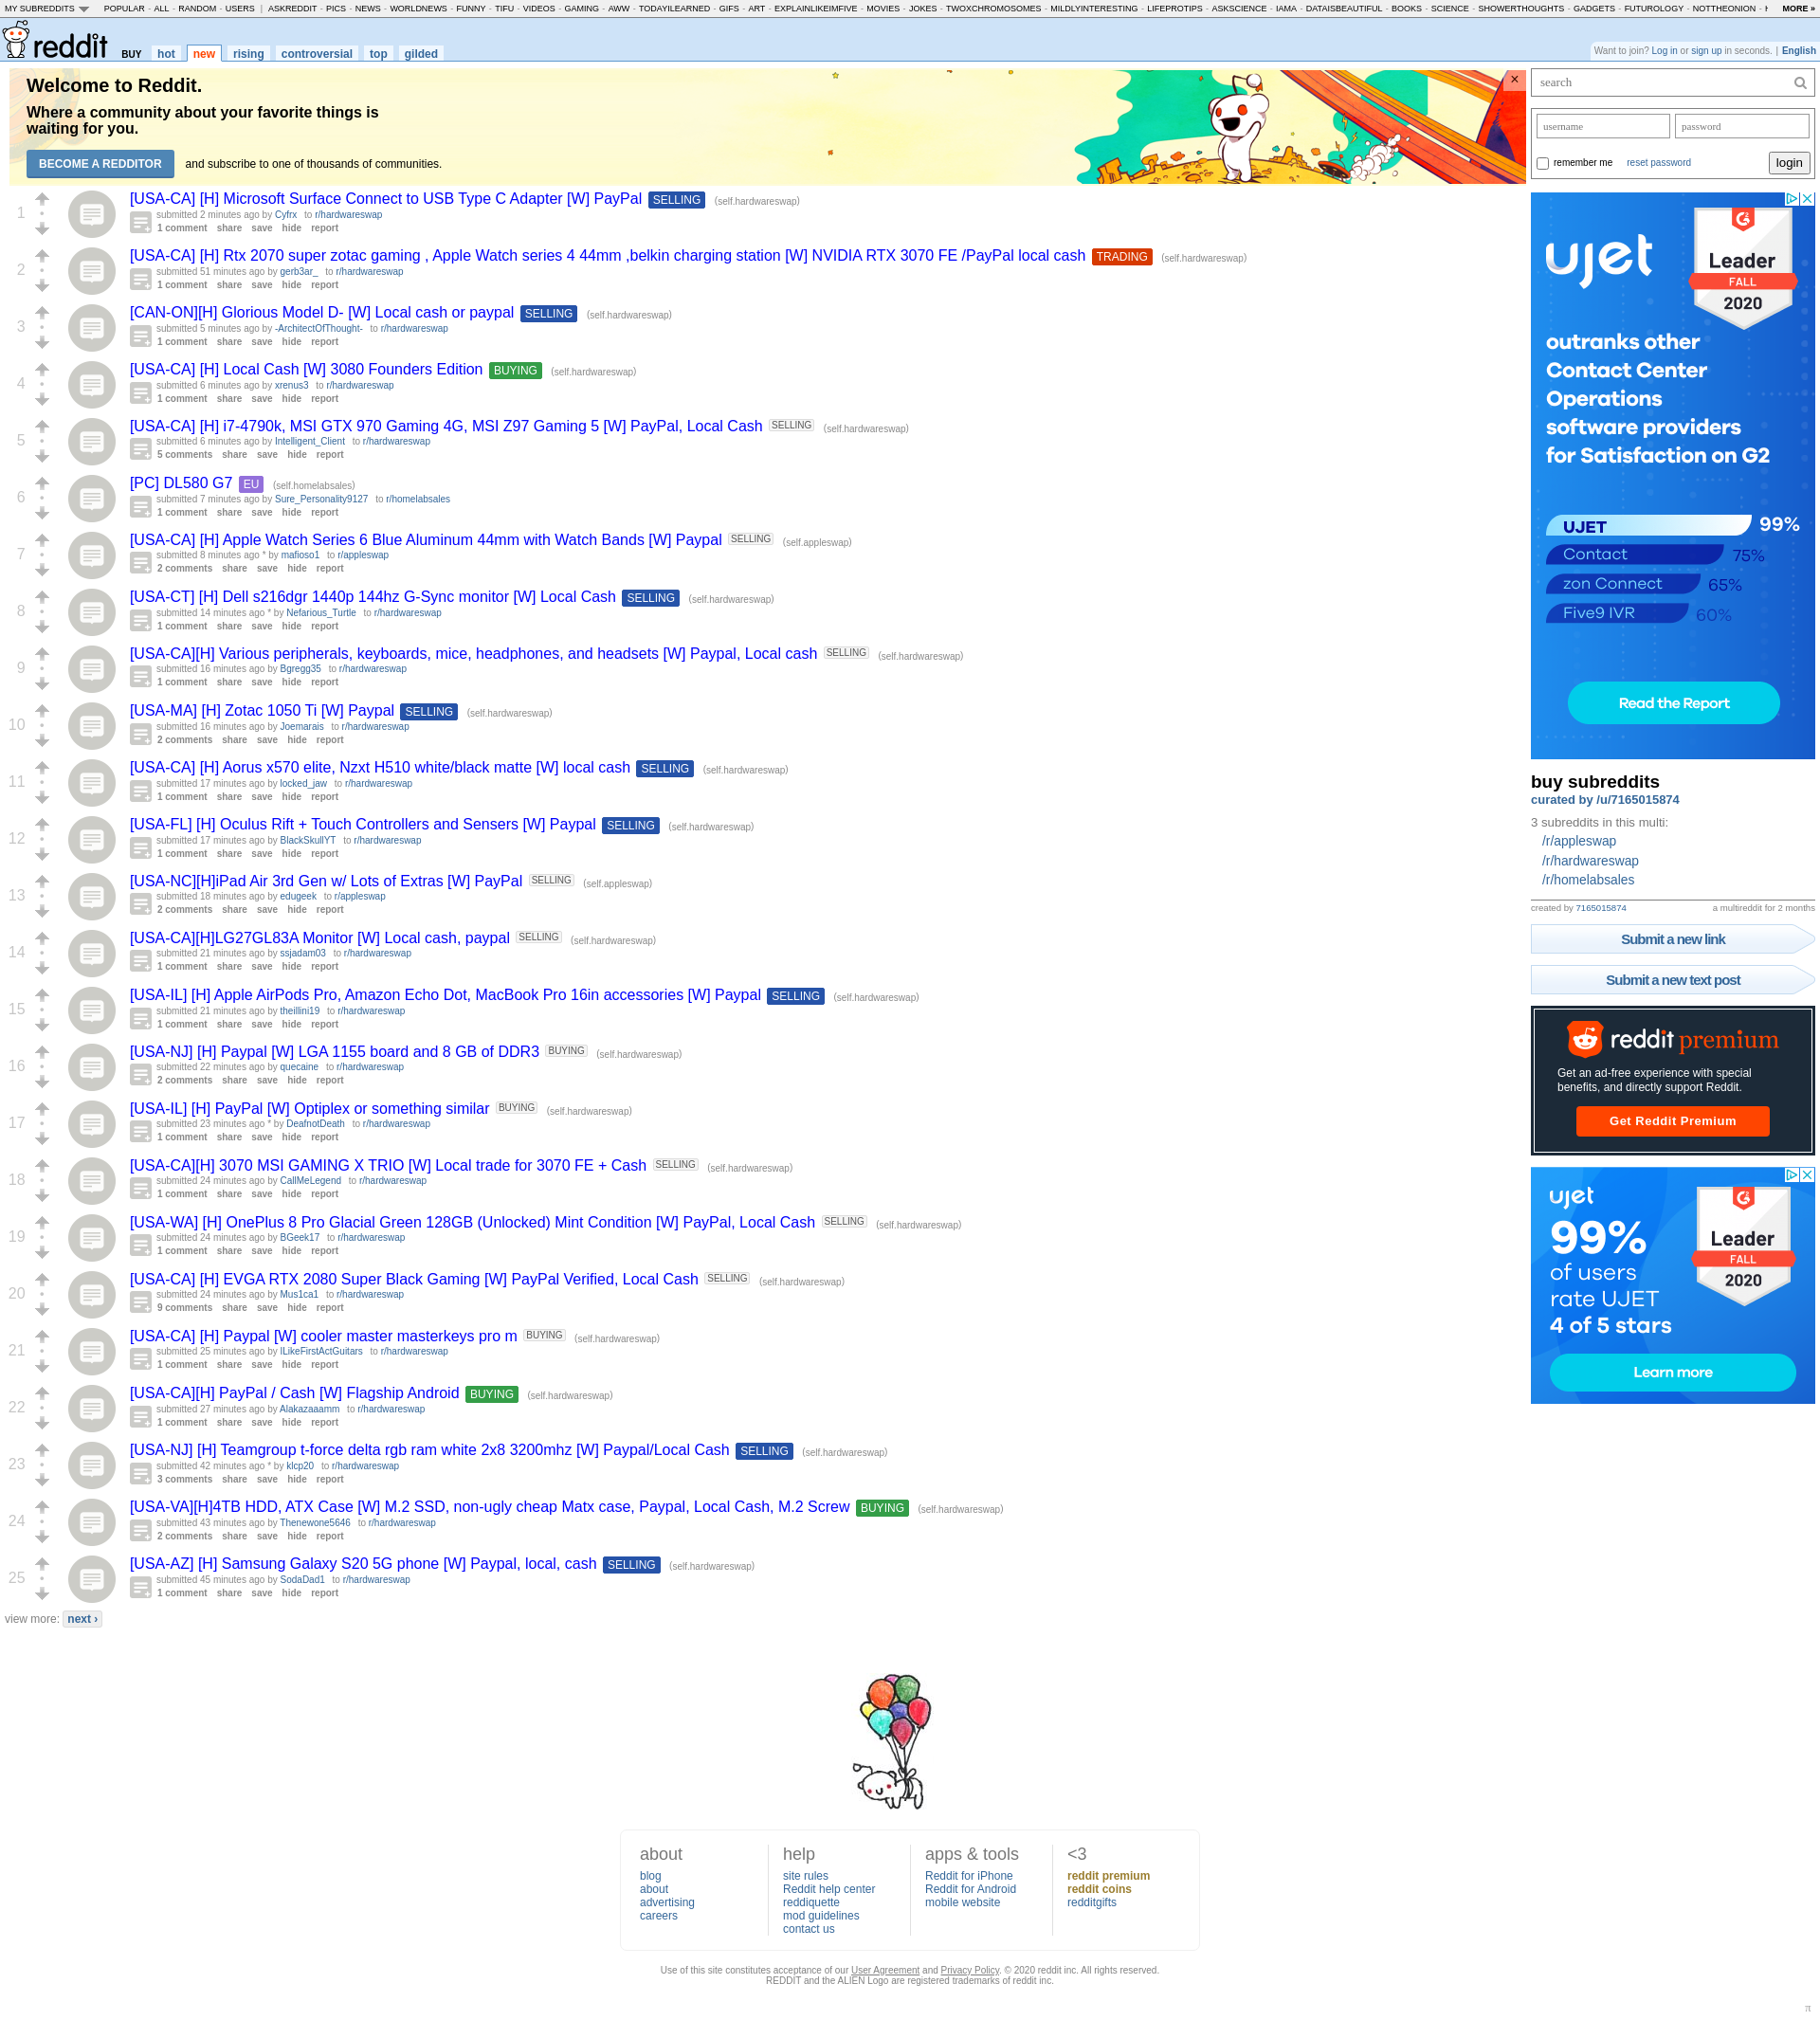 MY SUBREDDITS POPULAR - ALL - RANDOM - USERS | ASKREDDIT - PICS - NEWS - WORLDNEWS - FUNNY - TIFU - VIDEOS - GAMING - AWW - TODAYILEARNED - GIFS - ART - EXPLAINLIKEIMFIVE - MOVIES - JOKES - TWOXCHROMOSOMES - MILDLYINTERESTING - LIFEPROTIPS - ASKSCIENCE - IAMA - DATAISBEAUTIFUL - BOOKS - SCIENCE - SHOWERTHOUGHTS - GADGETS - FUTUROLOGY - NOTTHEONION - MORE »
reddit BUY hot new rising controversial top gilded
Want to join? Log in or sign up in seconds. | English
Welcome to Reddit.
Where a community about your favorite things is
waiting for you.
BECOME A REDDITOR and subscribe to one of thousands of communities.
×
1
[USA-CA] [H] Microsoft Surface Connect to USB Type C Adapter [W] PayPal SELLING (self.hardwareswap)
submitted 2 minutes ago by Cyfrx to r/hardwareswap
1 comment share save hide report
2
[USA-CA] [H] Rtx 2070 super zotac gaming , Apple Watch series 4 44mm ,belkin charging station [W] NVIDIA RTX 3070 FE /PayPal local cash TRADING (self.hardwareswap)
submitted 51 minutes ago by gerb3ar_ to r/hardwareswap
1 comment share save hide report
3
[CAN-ON][H] Glorious Model D- [W] Local cash or paypal SELLING (self.hardwareswap)
submitted 5 minutes ago by -ArchitectOfThought- to r/hardwareswap
1 comment share save hide report
4
[USA-CA] [H] Local Cash [W] 3080 Founders Edition BUYING (self.hardwareswap)
submitted 6 minutes ago by xrenus3 to r/hardwareswap
1 comment share save hide report
5
[USA-CA] [H] i7-4790k, MSI GTX 970 Gaming 4G, MSI Z97 Gaming 5 [W] PayPal, Local Cash SELLING (self.hardwareswap)
submitted 6 minutes ago by Intelligent_Client to r/hardwareswap
5 comments share save hide report
6
[PC] DL580 G7 EU (self.homelabsales)
submitted 7 minutes ago by Sure_Personality9127 to r/homelabsales
1 comment share save hide report
7
[USA-CA] [H] Apple Watch Series 6 Blue Aluminum 44mm with Watch Bands [W] Paypal SELLING (self.appleswap)
submitted 8 minutes ago * by mafioso1 to r/appleswap
2 comments share save hide report
8
[USA-CT] [H] Dell s216dgr 1440p 144hz G-Sync monitor [W] Local Cash SELLING (self.hardwareswap)
submitted 14 minutes ago * by Nefarious_Turtle to r/hardwareswap
1 comment share save hide report
9
[USA-CA][H] Various peripherals, keyboards, mice, headphones, and headsets [W] Paypal, Local cash SELLING (self.hardwareswap)
submitted 16 minutes ago by Bgregg35 to r/hardwareswap
1 comment share save hide report
10
[USA-MA] [H] Zotac 1050 Ti [W] Paypal SELLING (self.hardwareswap)
submitted 16 minutes ago by Joemarais to r/hardwareswap
2 comments share save hide report
11
[USA-CA] [H] Aorus x570 elite, Nzxt H510 white/black matte [W] local cash SELLING (self.hardwareswap)
submitted 17 minutes ago by locked_jaw to r/hardwareswap
1 comment share save hide report
12
[USA-FL] [H] Oculus Rift + Touch Controllers and Sensers [W] Paypal SELLING (self.hardwareswap)
submitted 17 minutes ago by BlackSkullYT to r/hardwareswap
1 comment share save hide report
13
[USA-NC][H]iPad Air 3rd Gen w/ Lots of Extras [W] PayPal SELLING (self.appleswap)
submitted 18 minutes ago by edugeek to r/appleswap
2 comments share save hide report
14
[USA-CA][H]LG27GL83A Monitor [W] Local cash, paypal SELLING (self.hardwareswap)
submitted 21 minutes ago by ssjadam03 to r/hardwareswap
1 comment share save hide report
15
[USA-IL] [H] Apple AirPods Pro, Amazon Echo Dot, MacBook Pro 16in accessories [W] Paypal SELLING (self.hardwareswap)
submitted 21 minutes ago by theillini19 to r/hardwareswap
1 comment share save hide report
16
[USA-NJ] [H] Paypal [W] LGA 1155 board and 8 GB of DDR3 BUYING (self.hardwareswap)
submitted 22 minutes ago by quecaine to r/hardwareswap
2 comments share save hide report
17
[USA-IL] [H] PayPal [W] Optiplex or something similar BUYING (self.hardwareswap)
submitted 23 minutes ago * by DeafnotDeath to r/hardwareswap
1 comment share save hide report
18
[USA-CA][H] 3070 MSI GAMING X TRIO [W] Local trade for 3070 FE + Cash SELLING (self.hardwareswap)
submitted 24 minutes ago by CallMeLegend to r/hardwareswap
1 comment share save hide report
19
[USA-WA] [H] OnePlus 8 Pro Glacial Green 128GB (Unlocked) Mint Condition [W] PayPal, Local Cash SELLING (self.hardwareswap)
submitted 24 minutes ago by BGeek17 to r/hardwareswap
1 comment share save hide report
20
[USA-CA] [H] EVGA RTX 2080 Super Black Gaming [W] PayPal Verified, Local Cash SELLING (self.hardwareswap)
submitted 24 minutes ago by Mus1ca1 to r/hardwareswap
9 comments share save hide report
21
[USA-CA] [H] Paypal [W] cooler master masterkeys pro m BUYING (self.hardwareswap)
submitted 25 minutes ago by ILikeFirstActGuitars to r/hardwareswap
1 comment share save hide report
22
[USA-CA][H] PayPal / Cash [W] Flagship Android BUYING (self.hardwareswap)
submitted 27 minutes ago by Alakazaaamm to r/hardwareswap
1 comment share save hide report
23
[USA-NJ] [H] Teamgroup t-force delta rgb ram white 2x8 3200mhz [W] Paypal/Local Cash SELLING (self.hardwareswap)
submitted 42 minutes ago * by klcp20 to r/hardwareswap
3 comments share save hide report
24
[USA-VA][H]4TB HDD, ATX Case [W] M.2 SSD, non-ugly cheap Matx case, Paypal, Local Cash, M.2 Screw BUYING (self.hardwareswap)
submitted 43 minutes ago by Thenewone5646 to r/hardwareswap
2 comments share save hide report
25
[USA-AZ] [H] Samsung Galaxy S20 5G phone [W] Paypal, local, cash SELLING (self.hardwareswap)
submitted 45 minutes ago by SodaDad1 to r/hardwareswap
1 comment share save hide report
view more: next ›
search
username password
remember me reset password login
ujet
Leader
FALL
2020
outranks other
Contact Center
Operations
software providers
for Satisfaction on G2
UJET 99%
Contact 75%
zon Connect 65%
Five9 IVR 60%
Read the Report
buy subreddits
curated by /u/7165015874
3 subreddits in this multi:
/r/appleswap
/r/hardwareswap
/r/homelabsales
created by 7165015874 a multireddit for 2 months
Submit a new link
Submit a new text post
reddit premium
Get an ad-free experience with special
benefits, and directly support Reddit.
Get Reddit Premium
ujet
99%
of users
rate UJET
4 of 5 stars
Leader
FALL
2020
Learn more
about
blog
about
advertising
careers
help
site rules
Reddit help center
reddiquette
mod guidelines
contact us
apps & tools
Reddit for iPhone
Reddit for Android
mobile website
<3
reddit premium
reddit coins
redditgifts
Use of this site constitutes acceptance of our User Agreement and Privacy Policy. © 2020 reddit inc. All rights reserved.
REDDIT and the ALIEN Logo are registered trademarks of reddit inc.
π